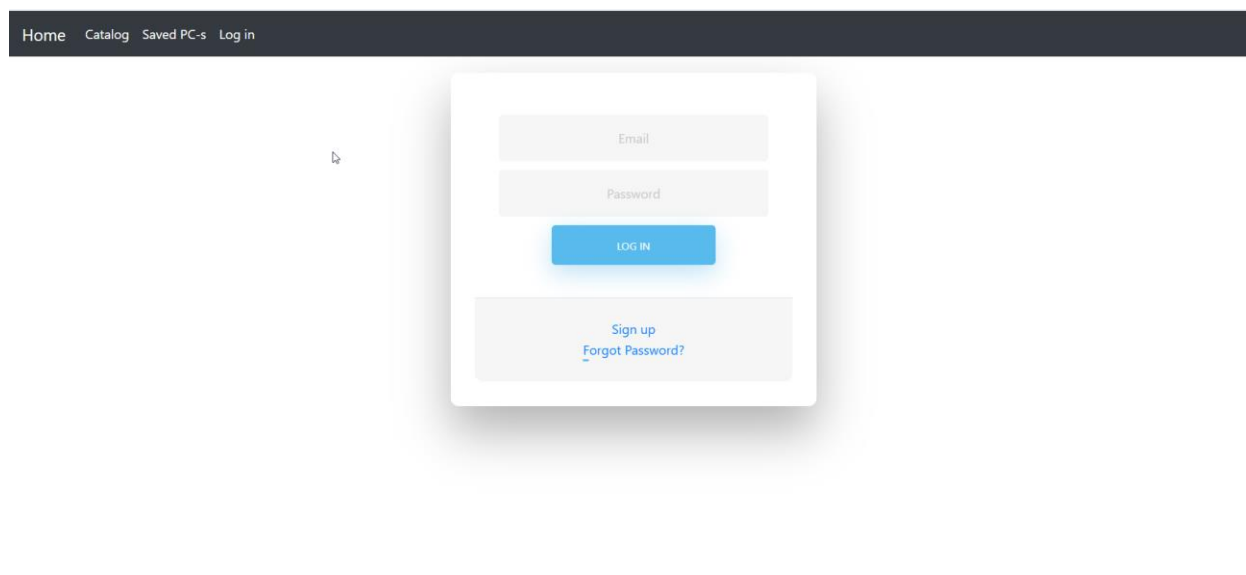 Home Catalog Saved PC-s Log in
Email
Password
LOG IN
Sign up
Forgot Password?